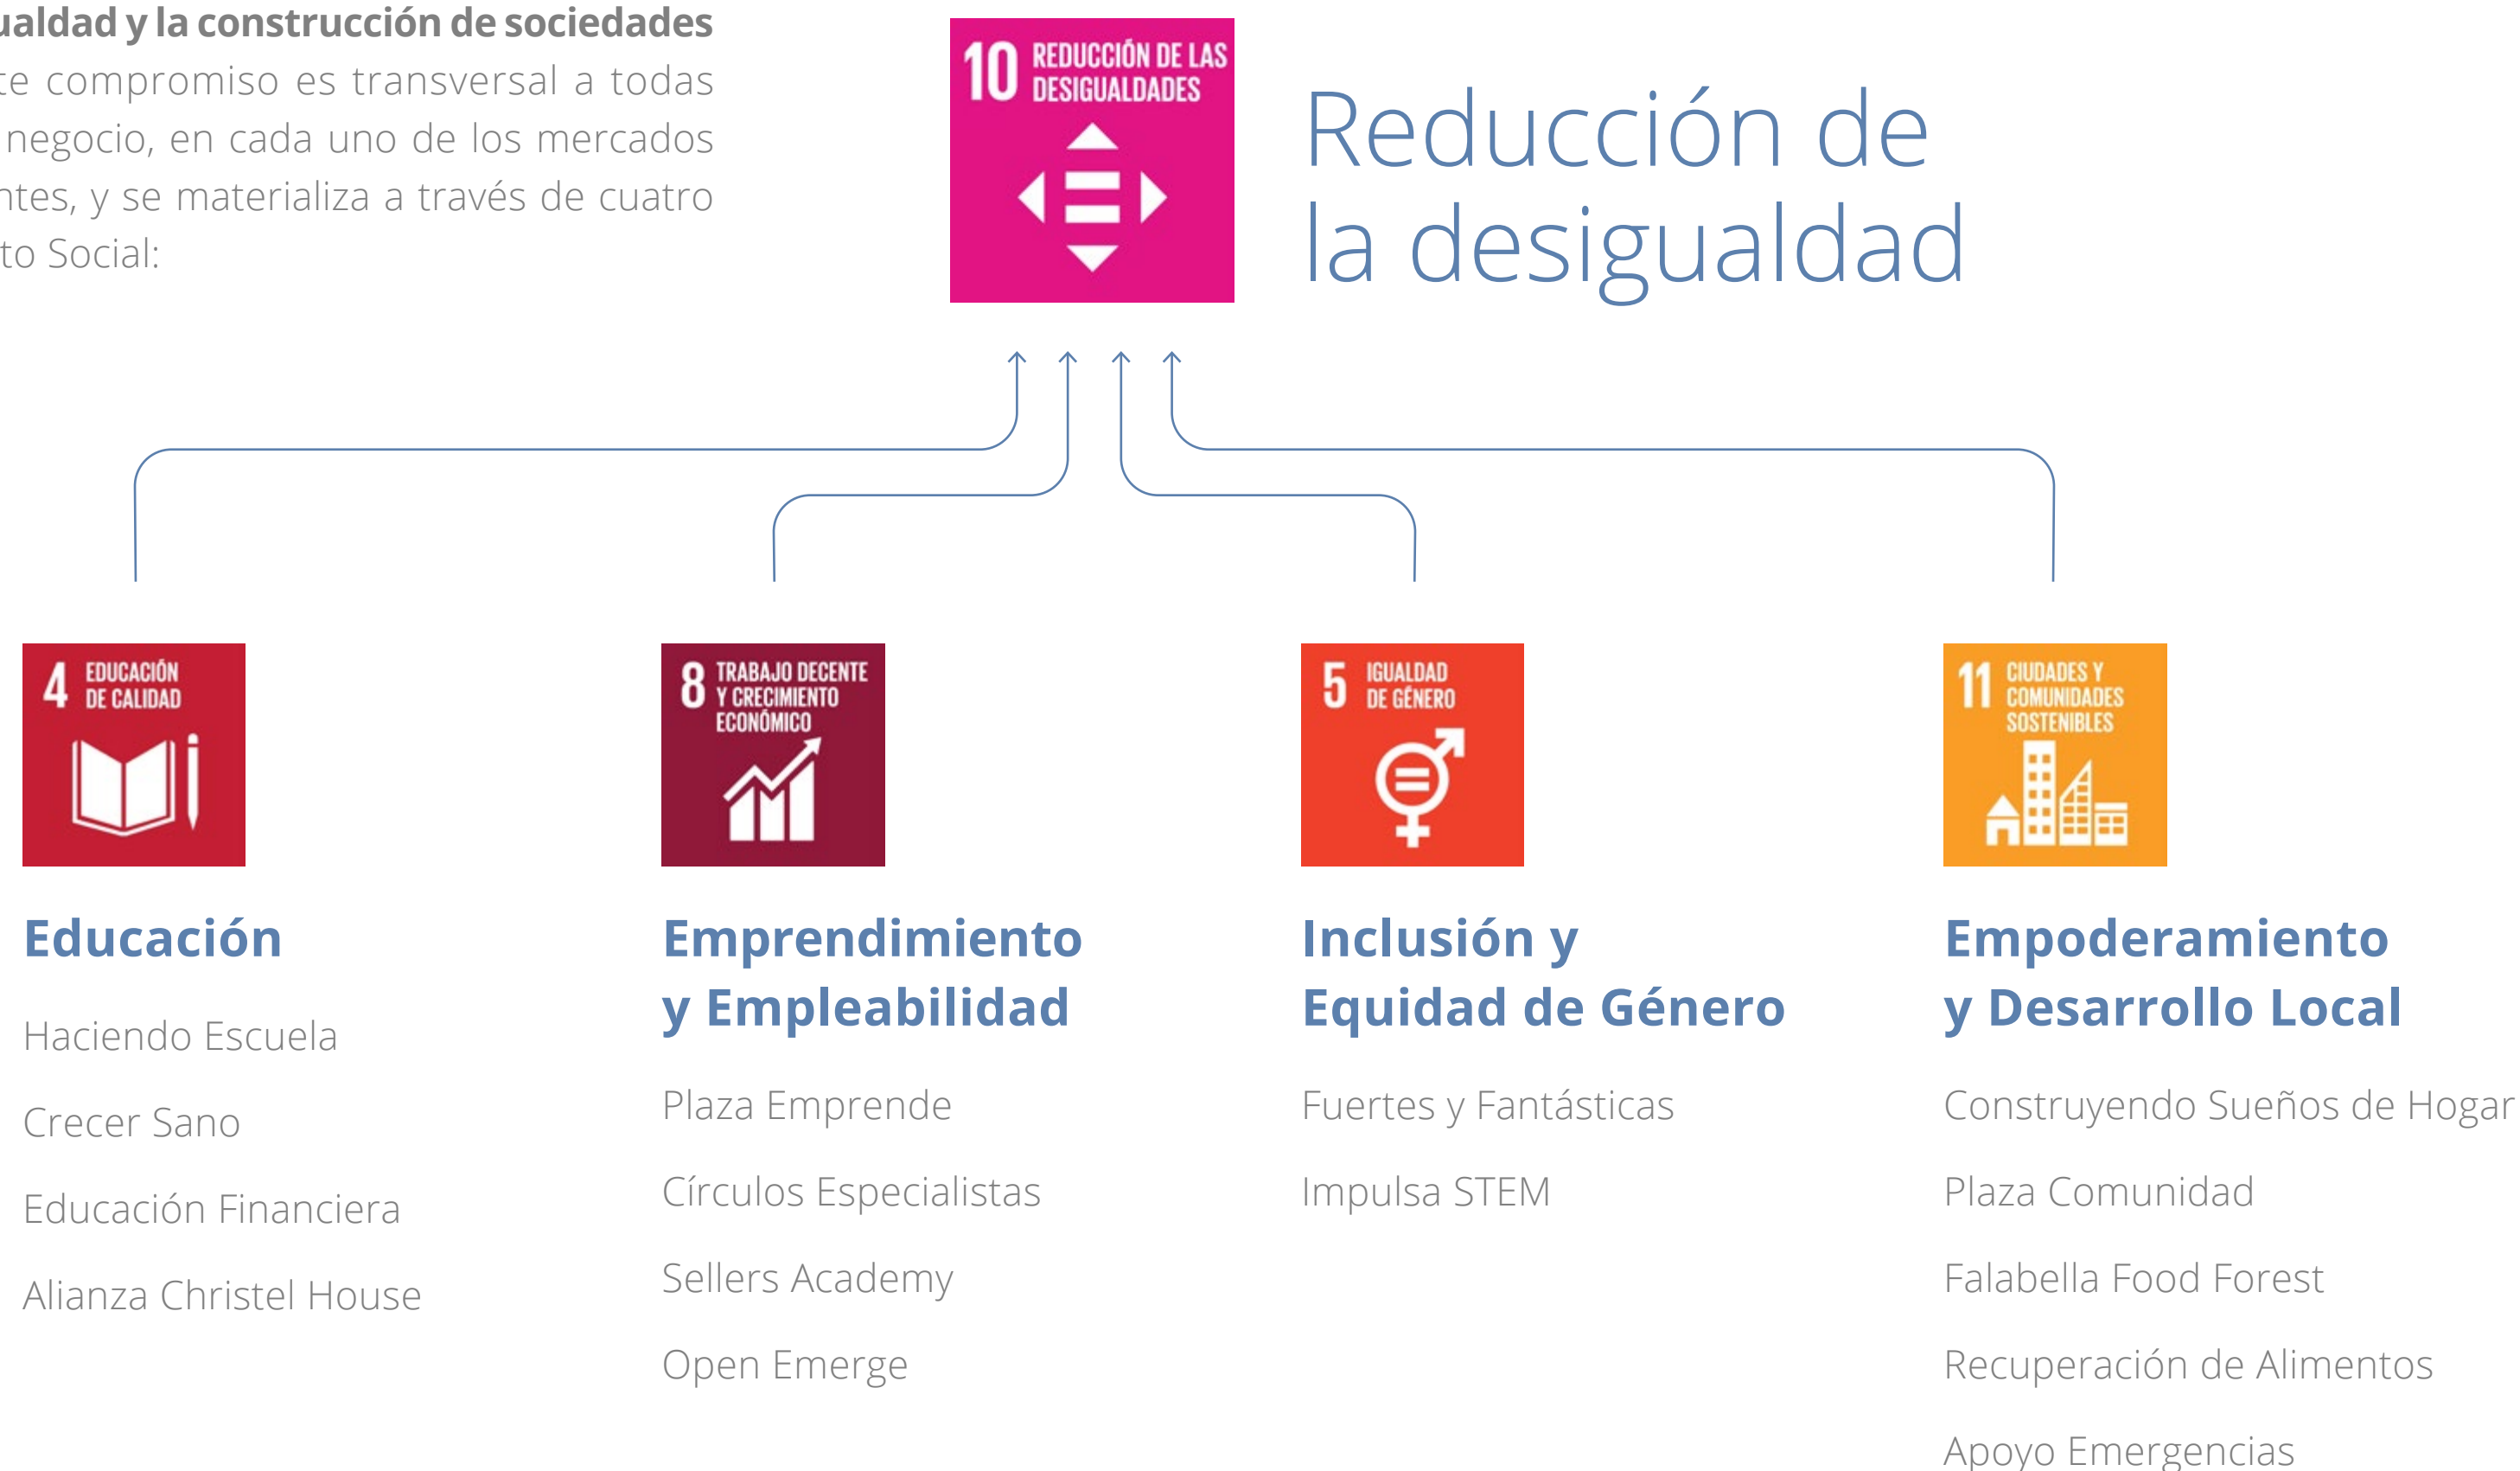 ualdad y la construcción de sociedades
te compromiso es transversal a todas
negocio, en cada uno de los mercados
ntes, y se materializa a través de cuatro
to Social:
10 REDUCCIÓN DE LAS
DESIGUALDADES
Reducción de
la desigualdad
4 EDUCACIÓN
DE CALIDAD
Educación
Haciendo Escuela
Crecer Sano
Educación Financiera
Alianza Christel House
8 TRABAJO DECENTE
Y CRECIMIENTO
ECONÓMICO
Emprendimiento
y Empleabilidad
Plaza Emprende
Círculos Especialistas
Sellers Academy
Open Emerge
5 IGUALDAD
DE GÉNERO
Inclusión y
Equidad de Género
Fuertes y Fantásticas
Impulsa STEM
11 CIUDADES Y
COMUNIDADES
SOSTENIBLES
Empoderamiento
y Desarrollo Local
Construyendo Sueños de Hogar
Plaza Comunidad
Falabella Food Forest
Recuperación de Alimentos
Apoyo Emergencias